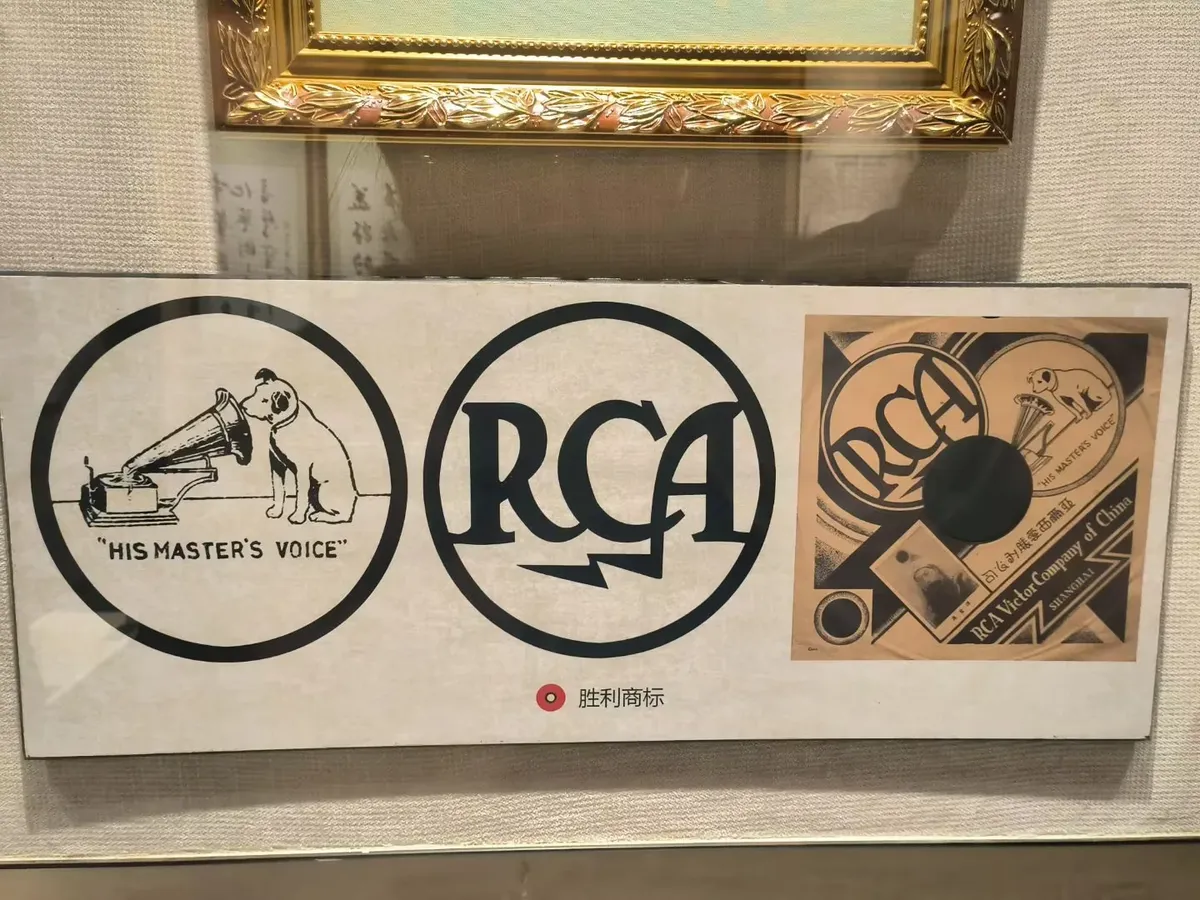 "HIS MASTER'S VOICE"
RCA
RCA
"HIS MASTER'S VOICE"
RCA Victor Company of China
SHANGHAI
胜利商标